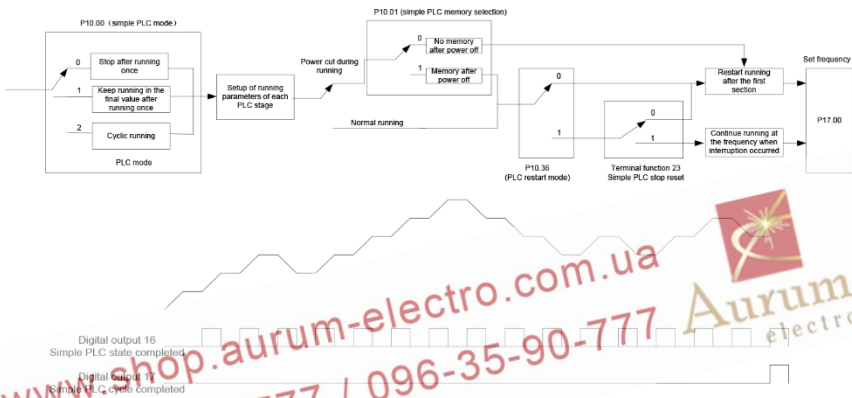 P10.00（simple PLC mode）
0
Stop after running
once
1
Keep running in the
final value after
running once
2
Cyclic running
PLC mode
Setup of running
parameters of each
PLC stage
Power cut during
running
Normal running
P10.01 (simple PLC memory selection)
0
No memory
after power off
1
Memory after
power off
0
1
P10.36
(PLC restart mode)
0
1
Terminal function 23
Simple PLC stop reset
Restart running
after the first
section
Continue running at
the frequency when
interruption occurred
Set frequency
P17.00
Digital output 16
Simple PLC state completed
Digital output 17
Simple PLC cycle completed
www.shop.aurum-electro.com.ua
777 / 096-35-90-777
Aurum
electro